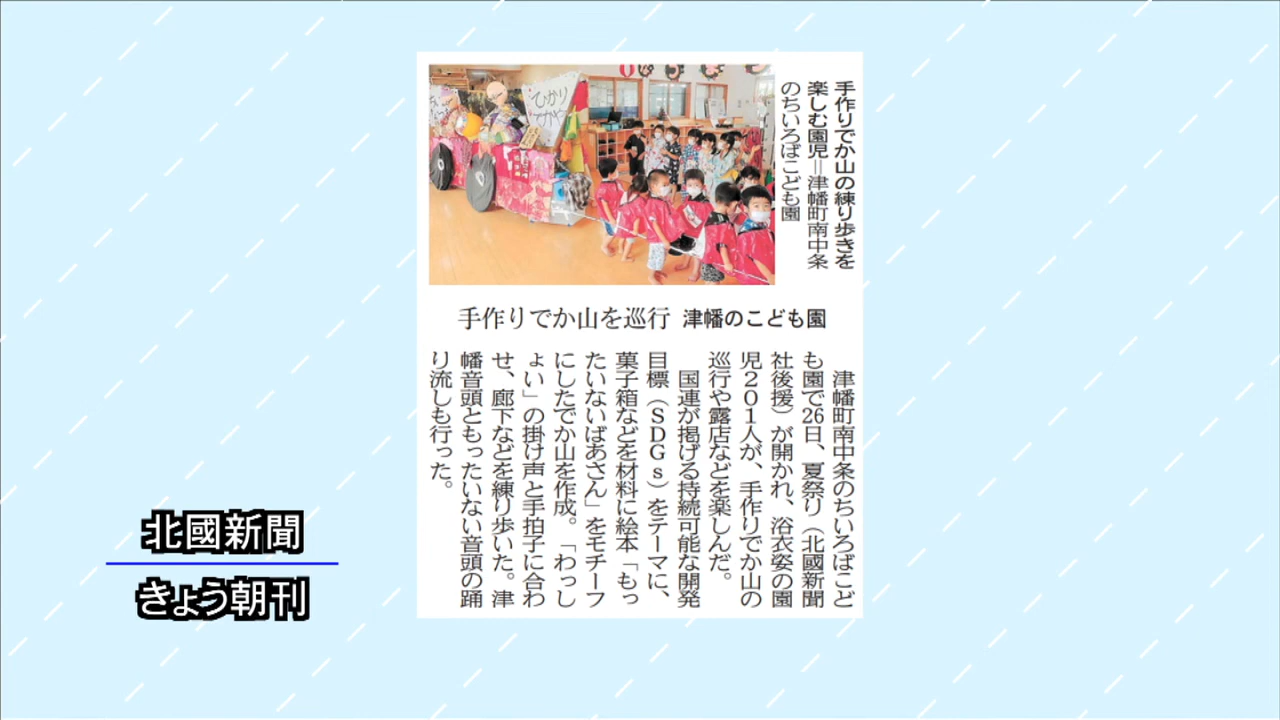 手作りでか山の練り歩きを
楽しむ園児＝津幡町南中条
のちいろばこども園
ひかり
手作りでか山を巡行 津幡のこども園
津幡町南中条のちいろばこど
も園で26日、夏祭り（北國新聞
社後援）が開かれ、浴衣姿の園
児２０１人が、手作りでか山の
巡行や露店などを楽しんだ。
国連が掲げる持続可能な開発
目標（ＳＤＧｓ）をテーマに、
菓子箱などを材料に絵本「もっ
たいないばあさん」をモチーフ
にしたでか山を作成。「わっし
ょい」の掛け声と手拍子に合わ
せ、廊下などを練り歩いた。津
幡音頭ともったいない音頭の踊
り流しも行った。
北國新聞
きょう朝刊